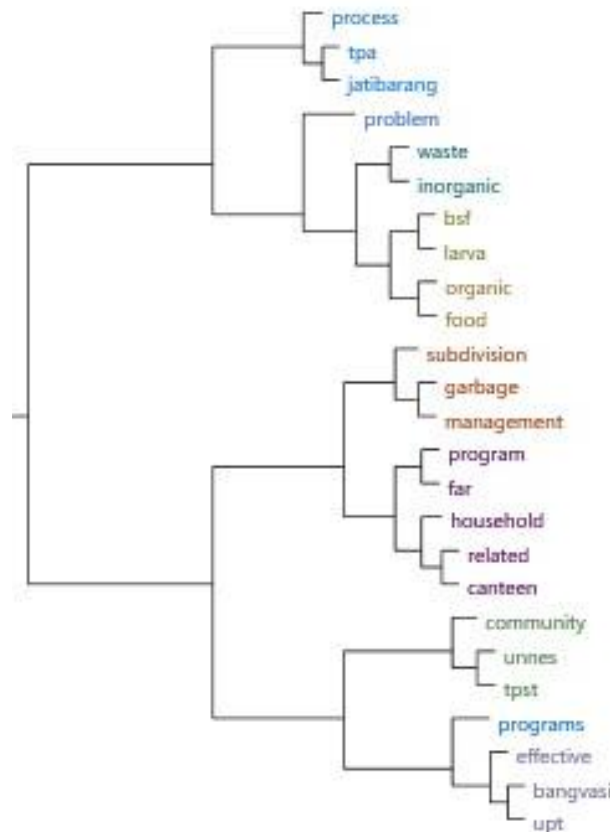 process
tpa
jatibarang
problem
waste
inorganic
bsf
larva
organic
food
subdivision
garbage
management
program
far
household
related
canteen
community
unnes
tpst
programs
effective
bangvasi
upt